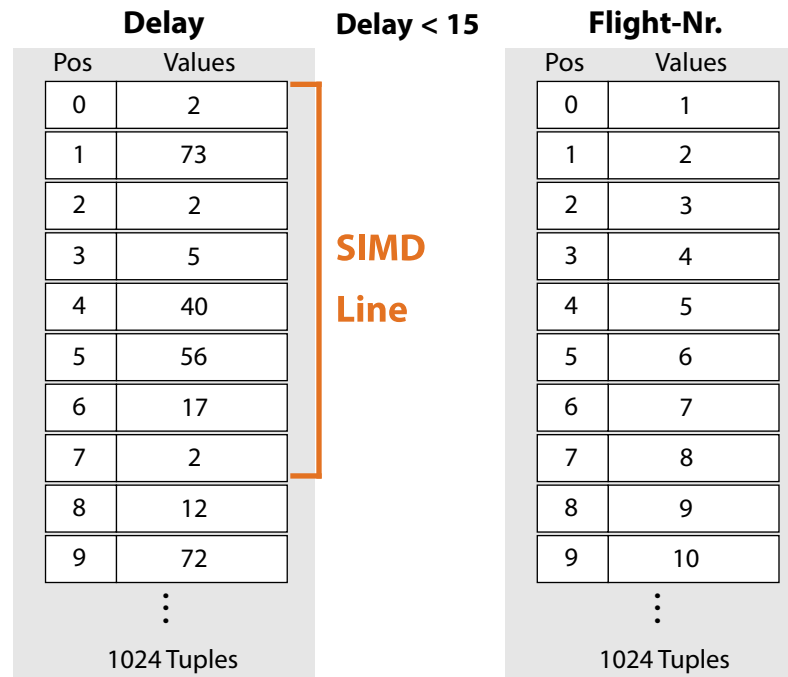 Delay Delay < 15 Flight-Nr.
Pos Values Pos Values
0 2 0 1
1 73 1 2
2 2 2 3
3 5 SIMD 3 4
4 40 Line 4 5
5 56 5 6
6 17 6 7
7 2 7 8
8 12 8 9
9 72 9 10
⋮ ⋮
1024 Tuples 1024 Tuples